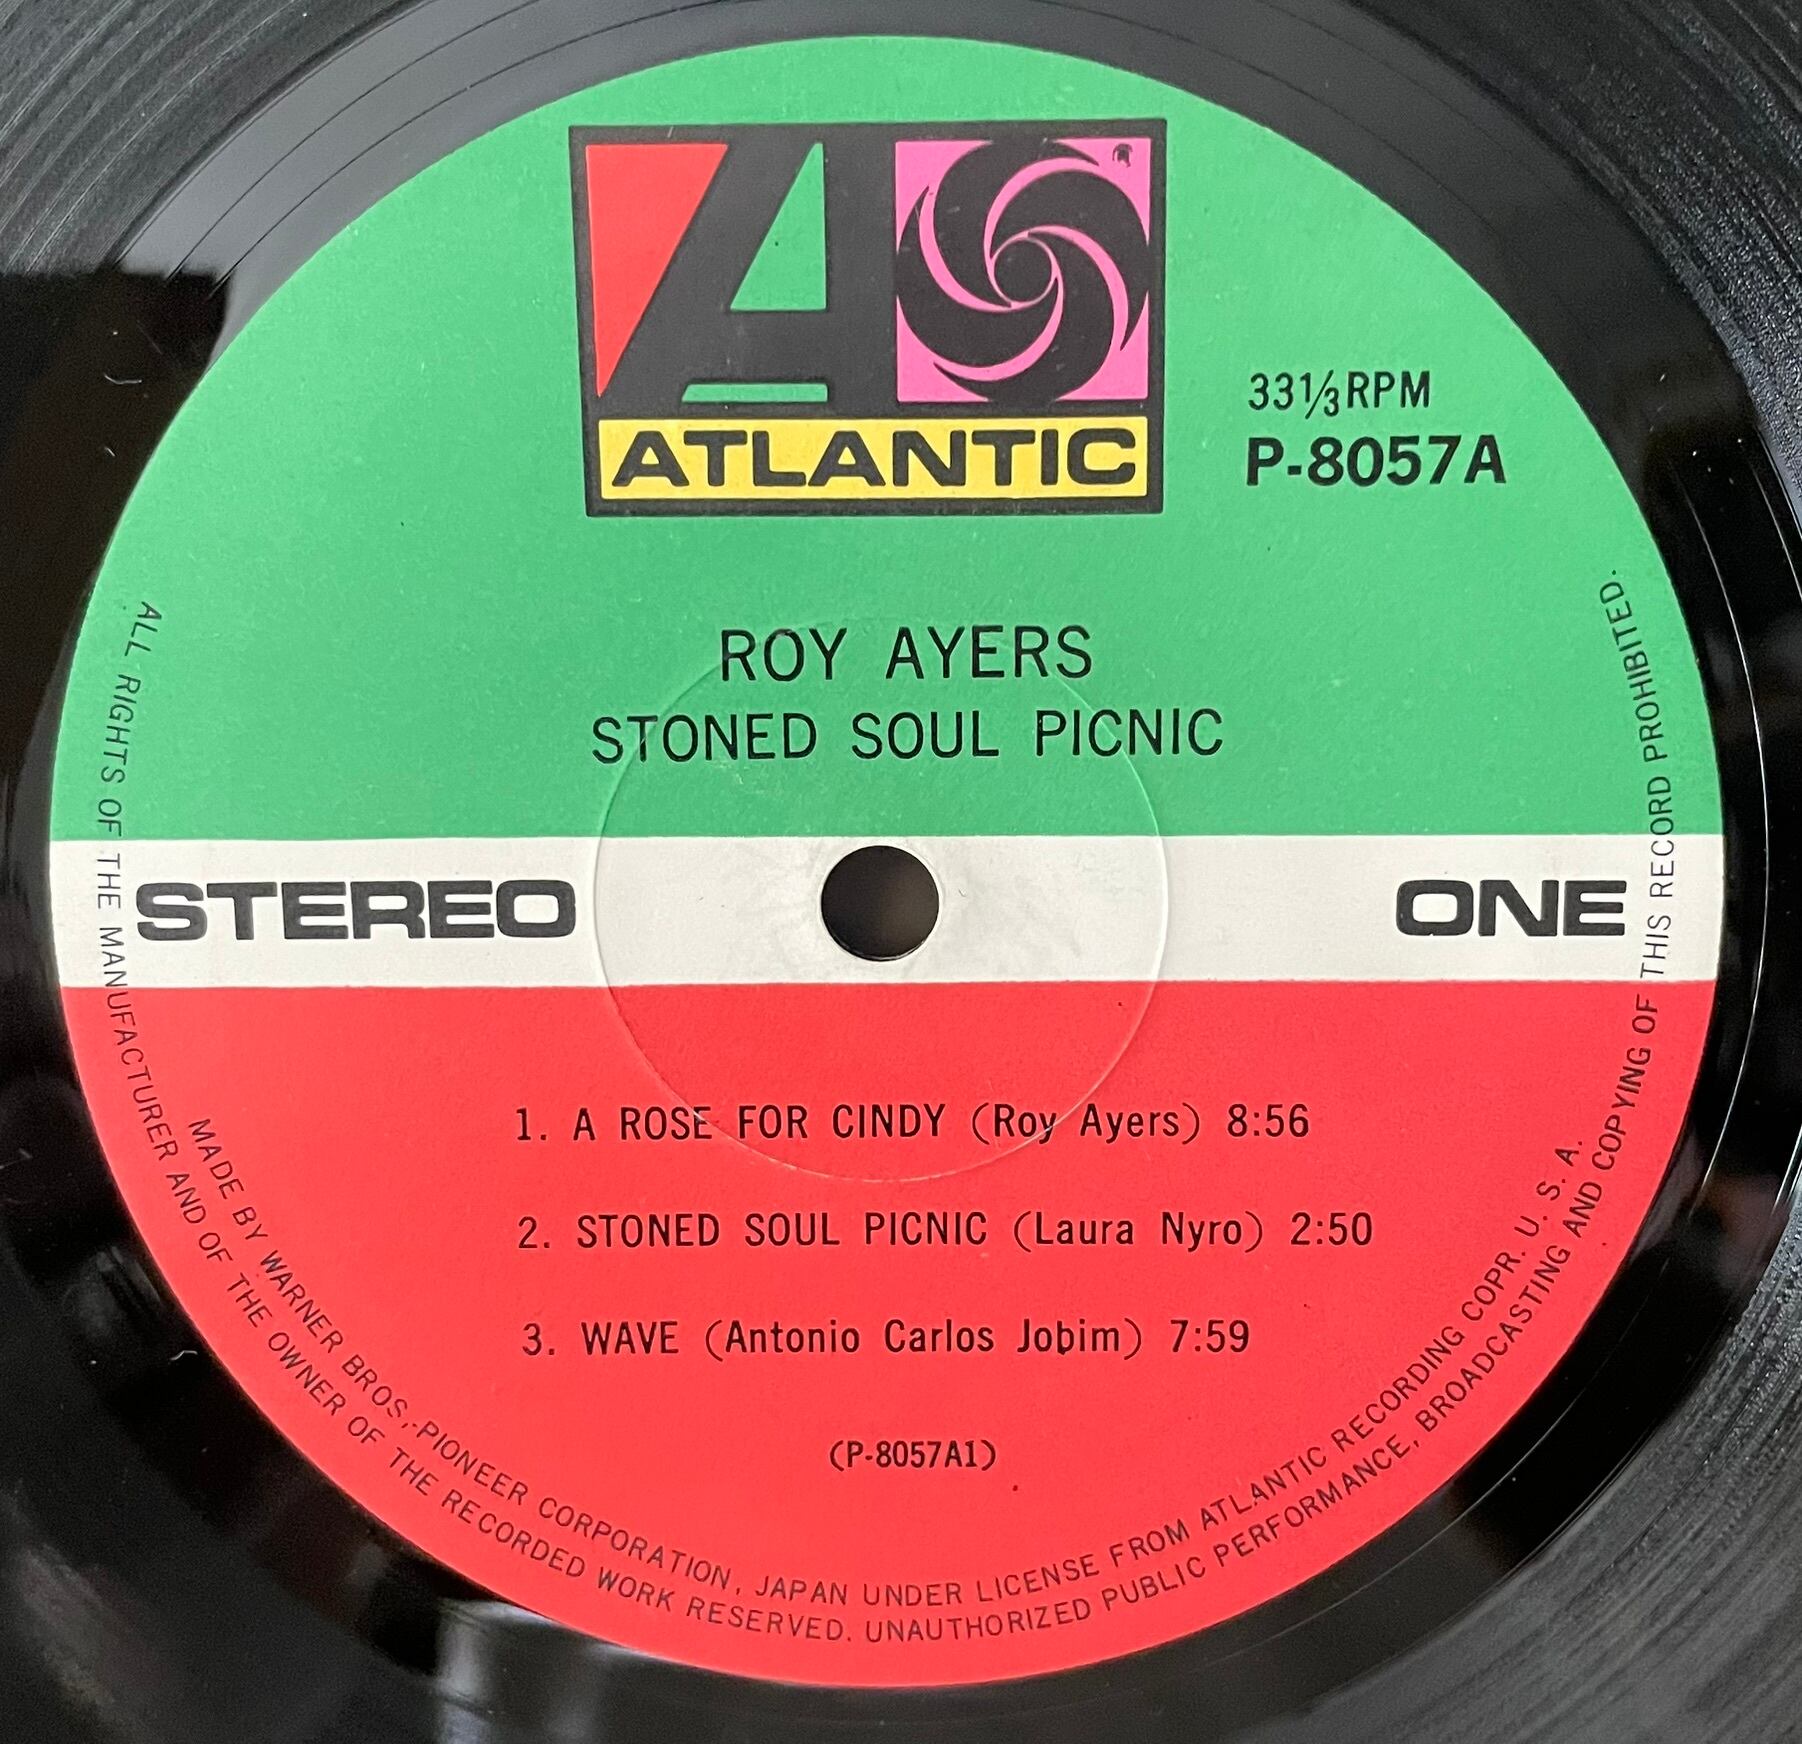 ATLANTIC
33⅓RPM
P-8057A
ROY AYERS
STONED SOUL PICNIC
STEREO
ONE
1. A ROSE FOR CINDY (Roy Ayers) 8:56
2. STONED SOUL PICNIC (Laura Nyro) 2:50
3. WAVE (Antonio Carlos Jobim) 7:59
(P-8057A1)
MADE BY WARNER BROS,-PIONEER CORPORATION, JAPAN UNDER LICENSE FROM ATLANTIC RECORDING COPR. U. S. A.
ALL RIGHTS OF THE MANUFACTURER AND OF THE OWNER OF THE RECORDED WORK RESERVED. UNAUTHORIZED PUBLIC PERFORMANCE, BROADCASTING AND COPYING OF THIS RECORD PROHIBITED.